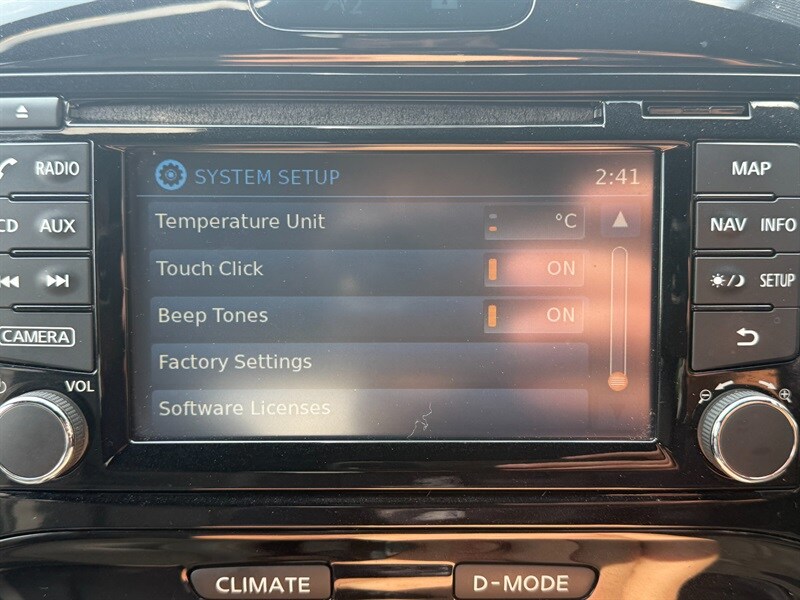 RADIO
CD AUX
CAMERA
VOL
SYSTEM SETUP 2:41
Temperature Unit °C
Touch Click ON
Beep Tones ON
Factory Settings
Software Licenses
MAP
NAV INFO
SETUP
CLIMATE
D-MODE